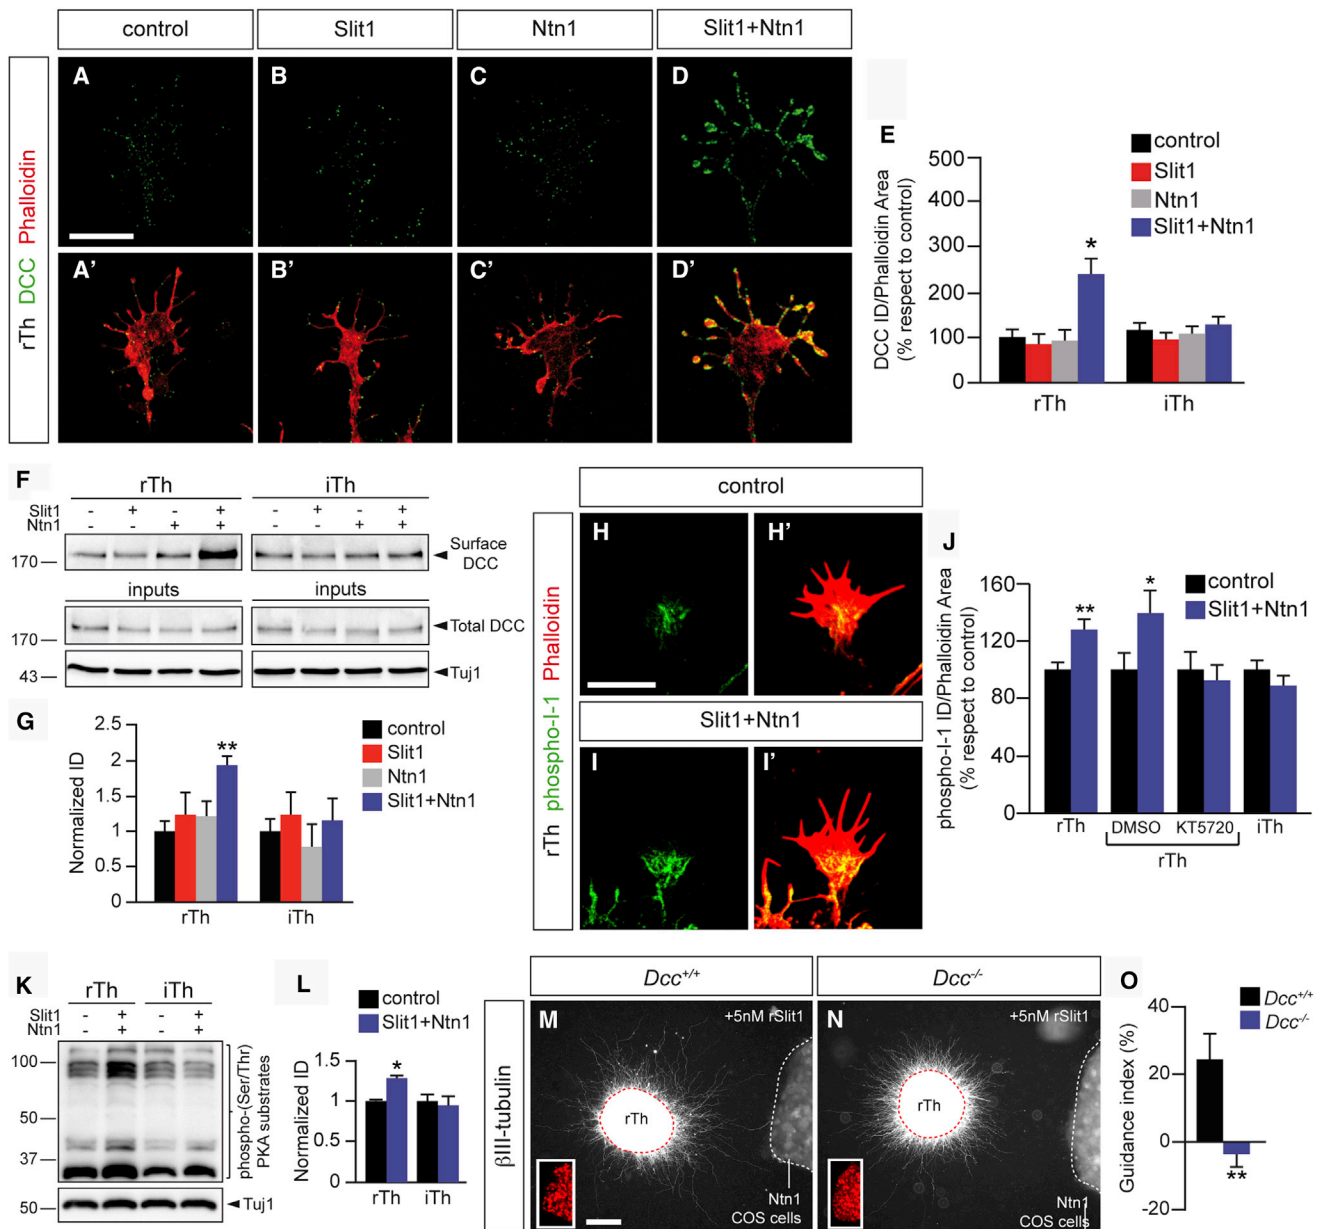 control
Slit1
Ntn1
Slit1+Ntn1
rTh DCC Phalloidin
A
B
C
D
A'
B'
C'
D'
E
control
Slit1
Ntn1
Slit1+Ntn1
DCC ID/Phalloidin Area
(% respect to control)
500
400
300
200
100
0
*
rTh
iTh
F
rTh
iTh
Slit1 - + - + - + - +
Ntn1 - - + + - - + +
170
Surface
DCC
inputs
inputs
170
Total DCC
43
Tuj1
G
control
Slit1
Ntn1
Slit1+Ntn1
Normalized ID
2.5
2
1.5
1
0.5
0
**
rTh
iTh
control
rTh phospho-I-1 Phalloidin
H
H'
Slit1+Ntn1
I
I'
J
control
Slit1+Ntn1
phospho-I-1 ID/Phalloidin Area
(% respect to control)
160
120
80
40
0
**
*
rTh
DMSO
KT5720
iTh
rTh
K
rTh
iTh
Slit1 - + - +
Ntn1 - + - +
100
50
37
50
phospho-(Ser/Thr)
PKA substrates
Tuj1
L
control
Slit1+Ntn1
Normalized ID
1.5
1
0.5
0
*
rTh
iTh
βIII-tubulin
Dcc+/+
Dcc-/-
M
+5nM rSlit1
rTh
Ntn1
COS cells
N
+5nM rSlit1
rTh
Ntn1
COS cells
O
Dcc+/+
Dcc-/-
Guidance index (%)
40
20
0
-20
**